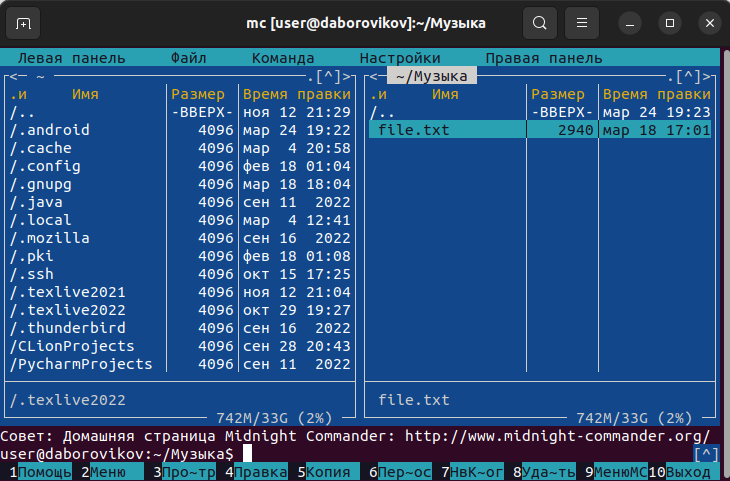 mc [user@daborovikov]:~/Музыка
Левая панель Файл Команда Настройки Правая панель
<─ ~ .[^]> <─ ~/Музыка .[^]>
.и Имя Размер Время правки .и Имя Размер Время правки
/.. -ВВЕРХ- ноя 12 21:29 /.. -ВВЕРХ- мар 24 19:23
/.android 4096 мар 24 19:22 file.txt 2940 мар 18 17:01
/.cache 4096 мар 4 20:58
/.config 4096 фев 18 01:04
/.gnupg 4096 мар 18 18:04
/.java 4096 сен 11 2022
/.local 4096 мар 4 12:41
/.mozilla 4096 сен 16 2022
/.pki 4096 фев 18 01:08
/.ssh 4096 окт 15 17:25
/.texlive2021 4096 ноя 12 21:04
/.texlive2022 4096 окт 29 19:27
/.thunderbird 4096 сен 16 2022
/CLionProjects 4096 сен 28 20:43
/PycharmProjects 4096 сен 11 2022
/.texlive2022 file.txt
742M/33G (2%) 742M/33G (2%)
Совет: Домашняя страница Midnight Commander: http://www.midnight-commander.org/
user@daborovikov:~/Музыка$ [^]
1Помощь 2Меню 3Про~тр 4Правка 5Копия 6Пер~ос 7НвК~ог 8Уда~ть 9МенюМС 10Выход